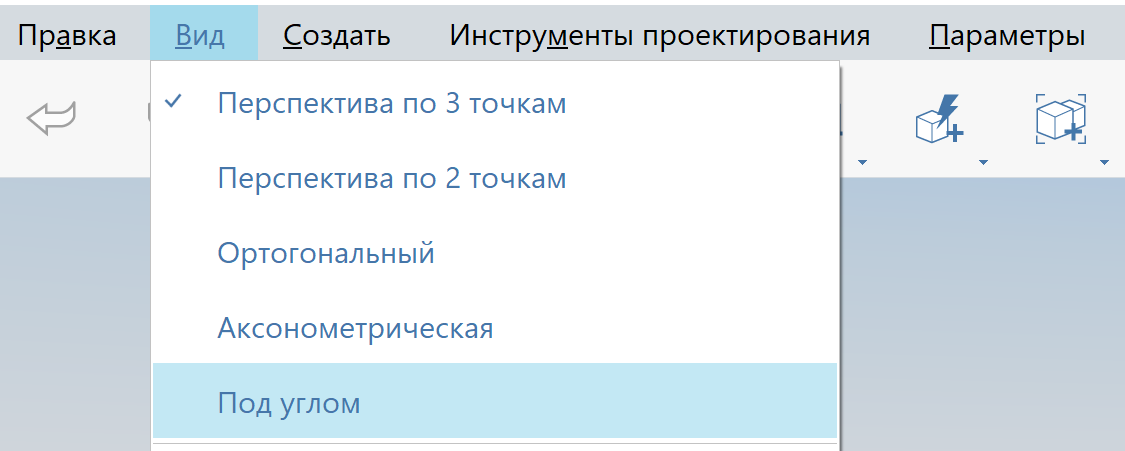 Правка Вид Создать Инструменты проектирования Параметры
Перспектива по 3 точкам
Перспектива по 2 точкам
Ортогональный
Аксонометрическая
Под углом